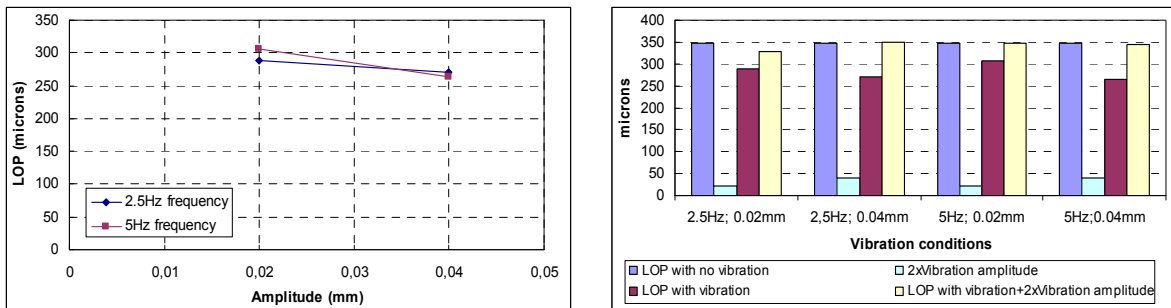 350
300
250
200
150
100
50
0
LOP (microns)
2.5Hz frequency
5Hz frequency
0 0,01 0,02 0,03 0,04 0,05
Amplitude (mm)
400
350
300
250
200
150
100
50
0
microns
2.5Hz; 0.02mm 2,5Hz; 0.04mm 5Hz; 0.02mm 5Hz;0.04mm
Vibration conditions
LOP with no vibration 2xVibration amplitude
LOP with vibration LOP with vibration+2xVibration amplitude